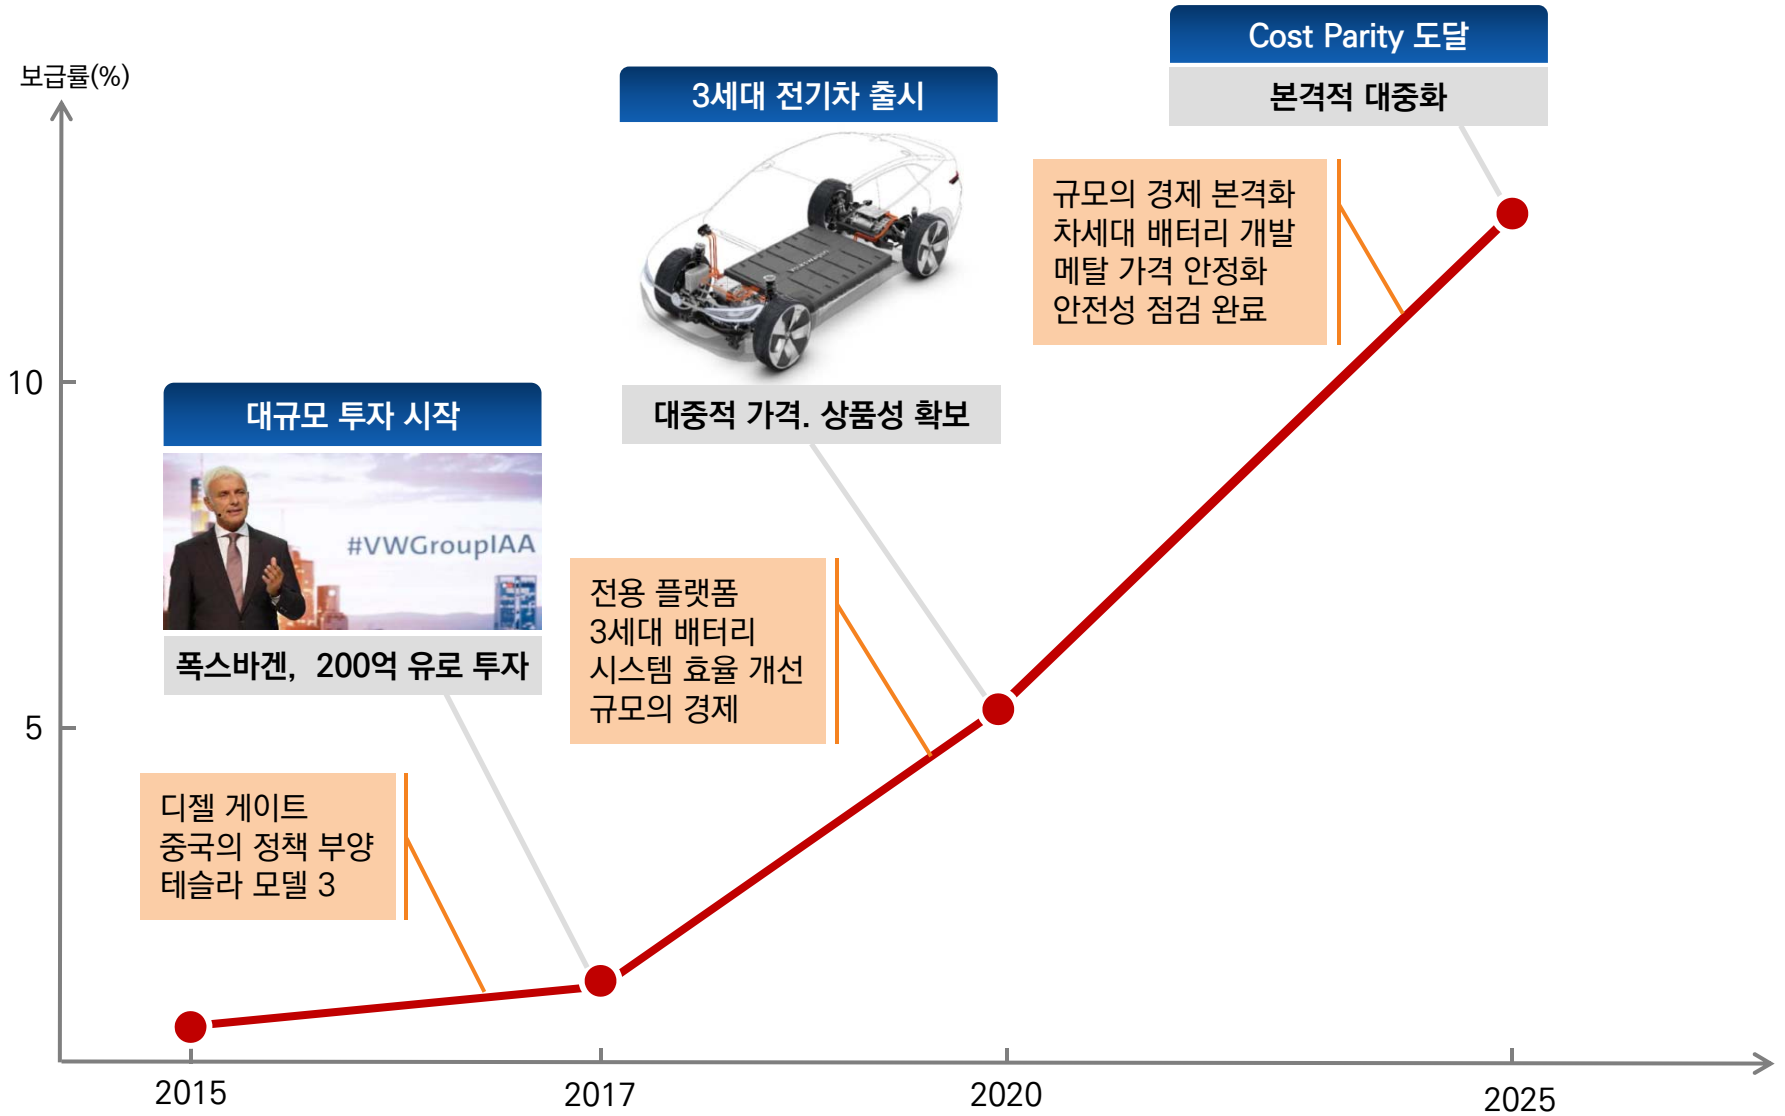 보급률(%)
10
5
대규모 투자 시작
#VWGroupIAA
폭스바겐, 200억 유로 투자
디젤 게이트
중국의 정책 부양
테슬라 모델 3
3세대 전기차 출시
대중적 가격. 상품성 확보
전용 플랫폼
3세대 배터리
시스템 효율 개선
규모의 경제
Cost Parity 도달
본격적 대중화
규모의 경제 본격화
차세대 배터리 개발
메탈 가격 안정화
안전성 점검 완료
2015
2017
2020
2025